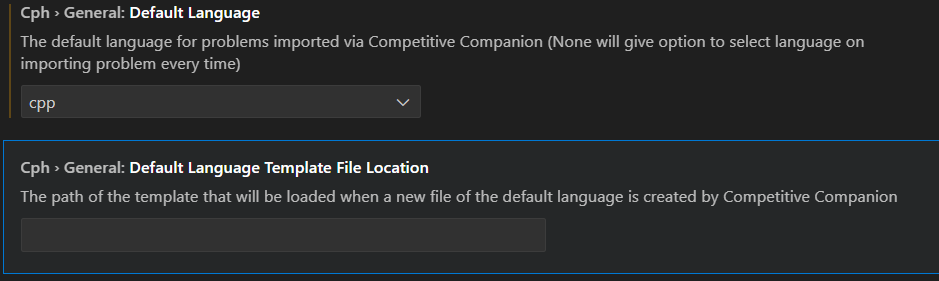 Cph › General: Default Language
The default language for problems imported via Competitive Companion (None will give option to select language on
importing problem every time)
cpp
Cph › General: Default Language Template File Location
The path of the template that will be loaded when a new file of the default language is created by Competitive Companion